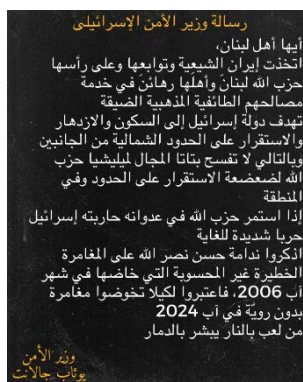 رسالة وزير الأمن الإسرائيلي
أيها أهل لبنان،
اتخذت إيران الشيعية وتوابعها وعلى رأسها
حزب الله لبنان وأهلها رهائن في خدمة
مصالحهم الطائفية المذهبية الضيقة
تهدف دولة إسرائيل إلى السكون والازدهار
والاستقرار على الحدود الشمالية من الجانبين
وبالتالي لا تفسح بتاتا المجال لميليشيا حزب
الله لضعضعة الاستقرار على الحدود وفي
المنطقة
إذا استمر حزب الله في عدوانه حاربته إسرائيل
حربا شديدة للغاية
اذكروا ندامة حسن نصر الله على المغامرة
الخطيرة غير المحسوبة التي خاضها في شهر
آب 2006، فاعتبروا لكيلا تخوضوا مغامرة
بدون رويّة في آب 2024
من لعب بالنار يبشر بالدمار
وزير الأمن
يوئاب جالانت